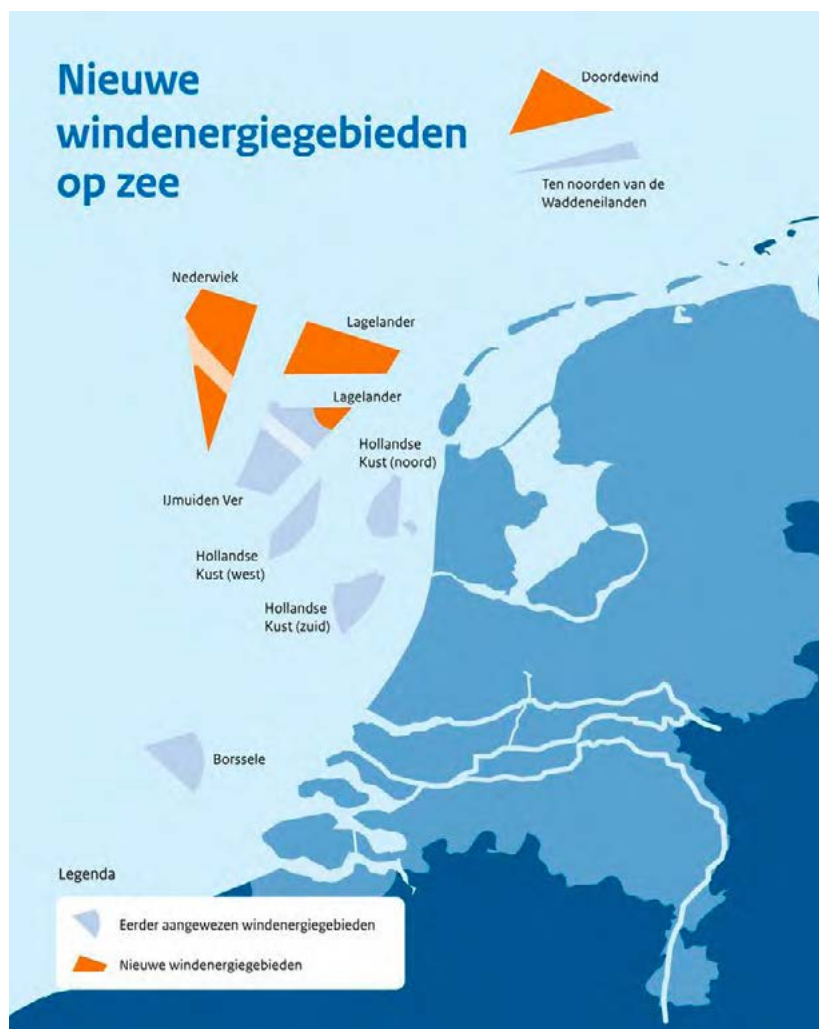 Nieuwe
windenergiegebieden
op zee
Doordewind
Ten noorden van de
Waddeneilanden
Nederwiek
Lagelander
Lagelander
Hollandse
Kust (noord)
IJmuiden Ver
Hollandse
Kust (west)
Hollandse
Kust (zuid)
Borssele
Legenda
Eerder aangewezen windenergiegebieden
Nieuwe windenergiegebieden